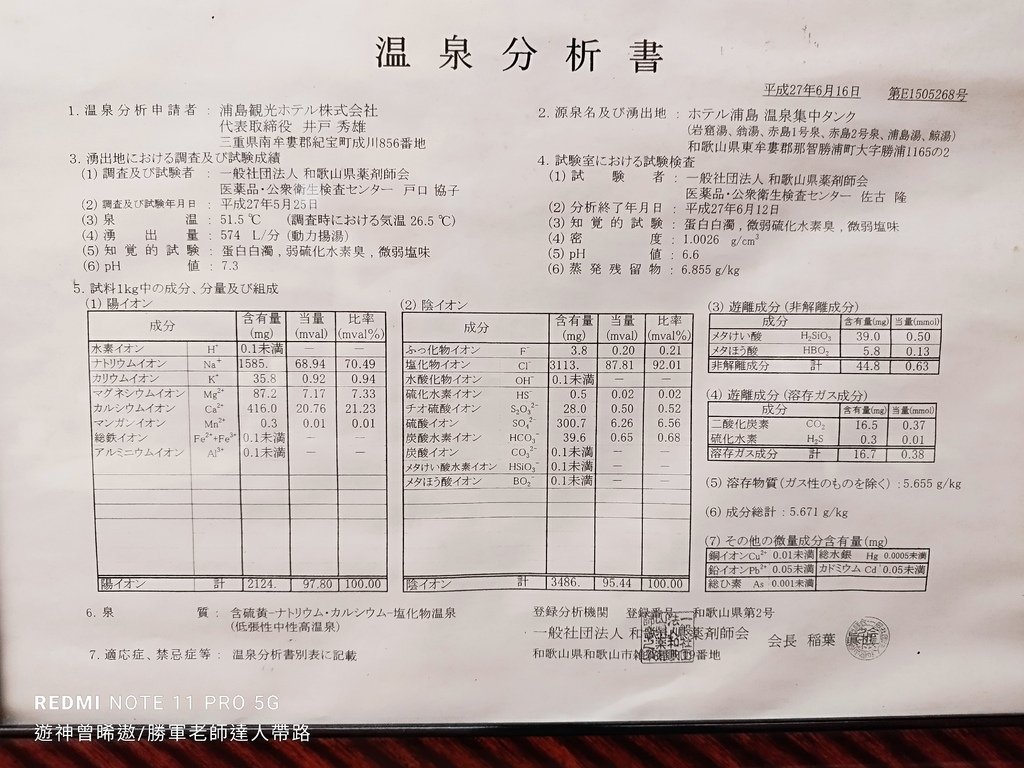 温泉分析書
平成27年6月16日 第E1505268号
1. 温泉分析申請者 : 浦島観光ホテル株式会社
代表取締役 井戸 秀雄
三重県南牟婁郡紀宝町成川856番地
2. 源泉名及び湧出地 : ホテル浦島 温泉集中タンク
(岩窟湯、翁湯、赤島1号泉、赤島2号泉、浦島湯、鯨湯)
和歌山県東牟婁郡那智勝浦町大字勝浦1165の2
3. 湧出地における調査及び試験成績
(1) 調査及び試験者 : 一般社団法人 和歌山県薬剤師会
医薬品・公衆衛生検査センター 戸口 協子
(2) 調査及び試験年月日 : 平成27年5月25日
(3) 泉温 : 51.5 ℃ (調査時における気温 26.5 ℃)
(4) 湧出量 : 574 L/分 (動力揚湯)
(5) 知覚的試験 : 蛋白白濁 , 弱硫化水素臭 , 微弱塩味
(6) pH値 : 7.3
4. 試験室における試験検査
(1) 試験者 : 一般社団法人 和歌山県薬剤師会
医薬品・公衆衛生検査センター 佐古 隆
(2) 分析終了年月日 : 平成27年6月12日
(3) 知覚的試験 : 蛋白白濁 , 微弱硫化水素臭 , 微弱塩味
(4) 密度 : 1.0026 g/cm³
(5) pH値 : 6.6
(6) 蒸発残留物 : 6.855 g/kg
5. 試料1kg中の成分、分量及び組成
(1) 陽イオン
成分 含有量(mg) 当量(mval) 比率(mval%)
水素イオン H⁺ 0.1未満 － －
ナトリウムイオン Na⁺ 1585. 68.94 70.49
カリウムイオン K⁺ 35.8 0.92 0.94
マグネシウムイオン Mg²⁺ 87.2 7.17 7.33
カルシウムイオン Ca²⁺ 416.0 20.76 21.23
マンガンイオン Mn²⁺ 0.3 0.01 0.01
総鉄イオン Fe²⁺+Fe³⁺ 0.1未満 － －
アルミニウムイオン Al³⁺ 0.1未満 － －
陽イオン 計 2124. 97.80 100.00
(2) 陰イオン
成分 含有量(mg) 当量(mval) 比率(mval%)
ふっ化物イオン F⁻ 3.8 0.20 0.21
塩化物イオン Cl⁻ 3113. 87.81 92.01
水酸化物イオン OH⁻ 0.1未満 － －
硫化水素イオン HS⁻ 0.5 0.02 0.02
チオ硫酸イオン S₂O₃²⁻ 28.0 0.50 0.52
硫酸イオン SO₄²⁻ 300.7 6.26 6.56
炭酸水素イオン HCO₃⁻ 39.6 0.65 0.68
炭酸イオン CO₃²⁻ 0.1未満 － －
メタけい酸水素イオン HSiO₃⁻ 0.1未満 － －
メタほう酸イオン BO₂⁻ 0.1未満 － －
陰イオン 計 3486. 95.44 100.00
(3) 遊離成分 (非解離成分)
成分 含有量(mg) 当量(mmol)
メタけい酸 H₂SiO₃ 39.0 0.50
メタほう酸 HBO₂ 5.8 0.13
非解離成分 計 44.8 0.63
(4) 遊離成分 (溶存ガス成分)
成分 含有量(mg) 当量(mmol)
二酸化炭素 CO₂ 16.5 0.37
硫化水素 H₂S 0.3 0.01
溶存ガス成分 計 16.7 0.38
(5) 溶存物質 (ガス性のものを除く) : 5.655 g/kg
(6) 成分総計 : 5.671 g/kg
(7) その他の微量成分含有量 (mg)
銅イオン Cu²⁺ 0.01未満 総水銀 Hg 0.0005未満
鉛イオン Pb²⁺ 0.05未満 カドミウム Cd 0.05未満
総ひ素 As 0.001未満
6. 泉質 : 含硫黄-ナトリウム・カルシウム-塩化物温泉
(低張性中性高温泉)
7. 適応症、禁忌症等 : 温泉分析書別表に記載
登録分析機関 登録番号 和歌山県第2号
一般社団法人 和歌山県薬剤師会 会長 稲葉
和歌山県和歌山市 19番地
REDMI NOTE 11 PRO 5G
遊神曾晞遨/勝軍老師達人帶路